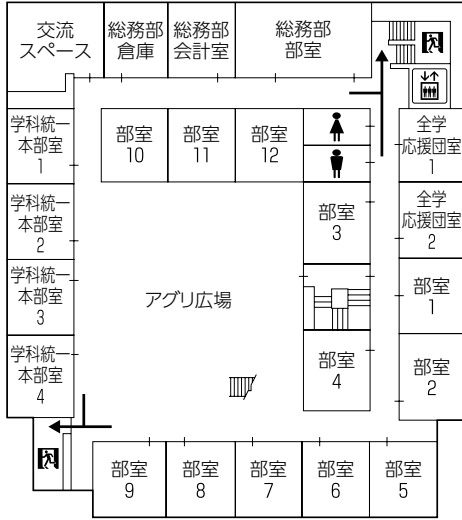 交流
スペース
総務部
倉庫
総務部
会計室
総務部
部室
学科統一
本部室
1
部室
10
部室
11
部室
12
全学
応援団室
1
学科統一
本部室
2
部室
3
全学
応援団室
2
学科統一
本部室
3
アグリ広場
部室
1
学科統一
本部室
4
部室
4
部室
2
部室
9
部室
8
部室
7
部室
6
部室
5